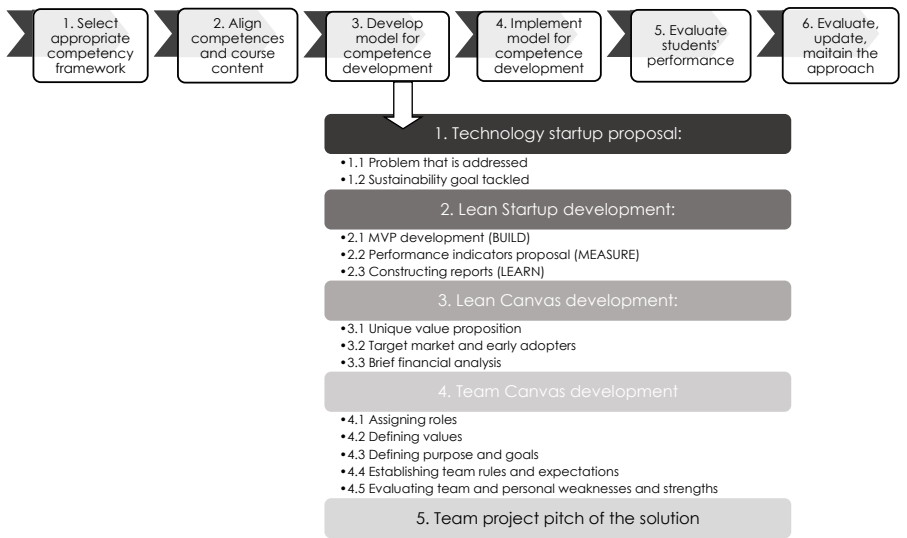 1. Select
appropriate
competency
framework
2. Align
competences
and course
content
3. Develop
model for
competence
development
4. Implement
model for
competence
development
5. Evaluate
students'
performance
6. Evaluate,
update,
maitain the
approach
1. Technology startup proposal:
•1.1 Problem that is addressed
•1.2 Sustainability goal tackled
2. Lean Startup development:
•2.1 MVP development (BUILD)
•2.2 Performance indicators proposal (MEASURE)
•2.3 Constructing reports (LEARN)
3. Lean Canvas development:
•3.1 Unique value proposition
•3.2 Target market and early adopters
•3.3 Brief financial analysis
4. Team Canvas development
•4.1 Assigning roles
•4.2 Defining values
•4.3 Defining purpose and goals
•4.4 Establishing team rules and expectations
•4.5 Evaluating team and personal weaknesses and strengths
5. Team project pitch of the solution